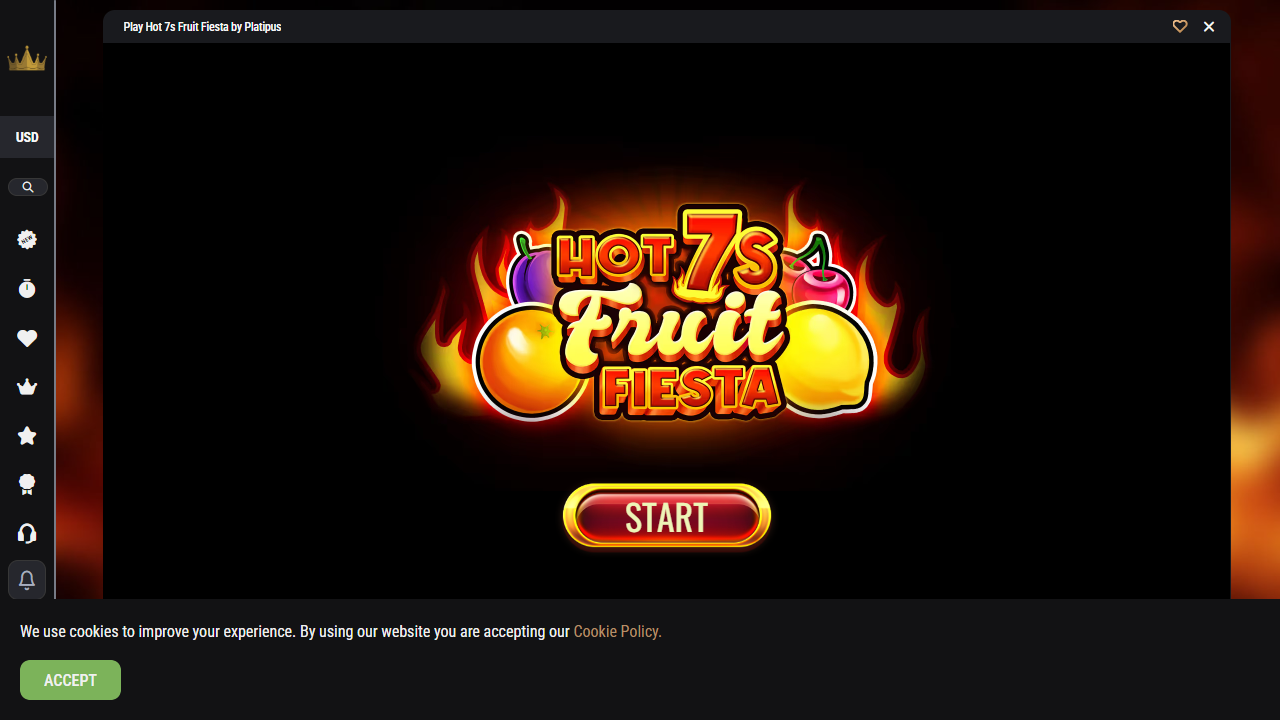 Play Hot 7s Fruit Fiesta by Platipus
USD
NEW
HOT 7S
Fruit
FIESTA
START
We use cookies to improve your experience. By using our website you are accepting our Cookie Policy.
ACCEPT